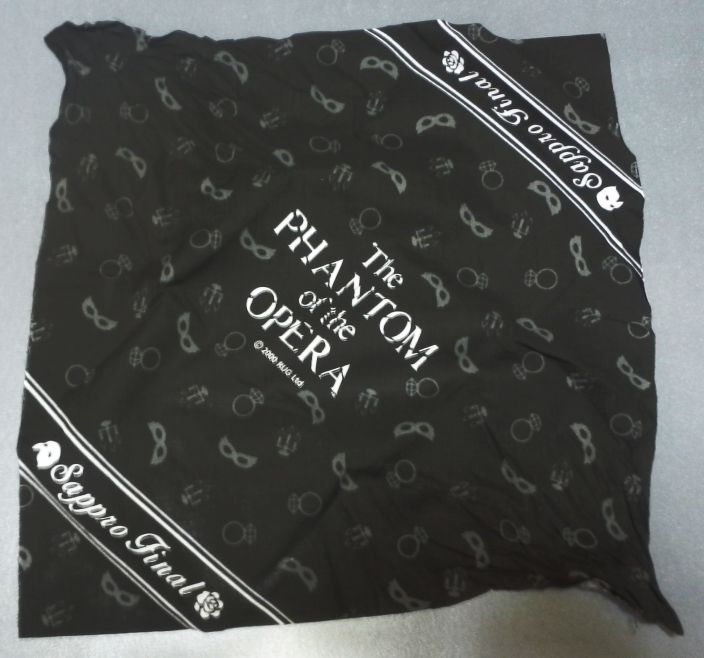 Sappro Final
The
PHANTOM
of the
OPERA
© 2000 RUG Ltd.
Sappro Final